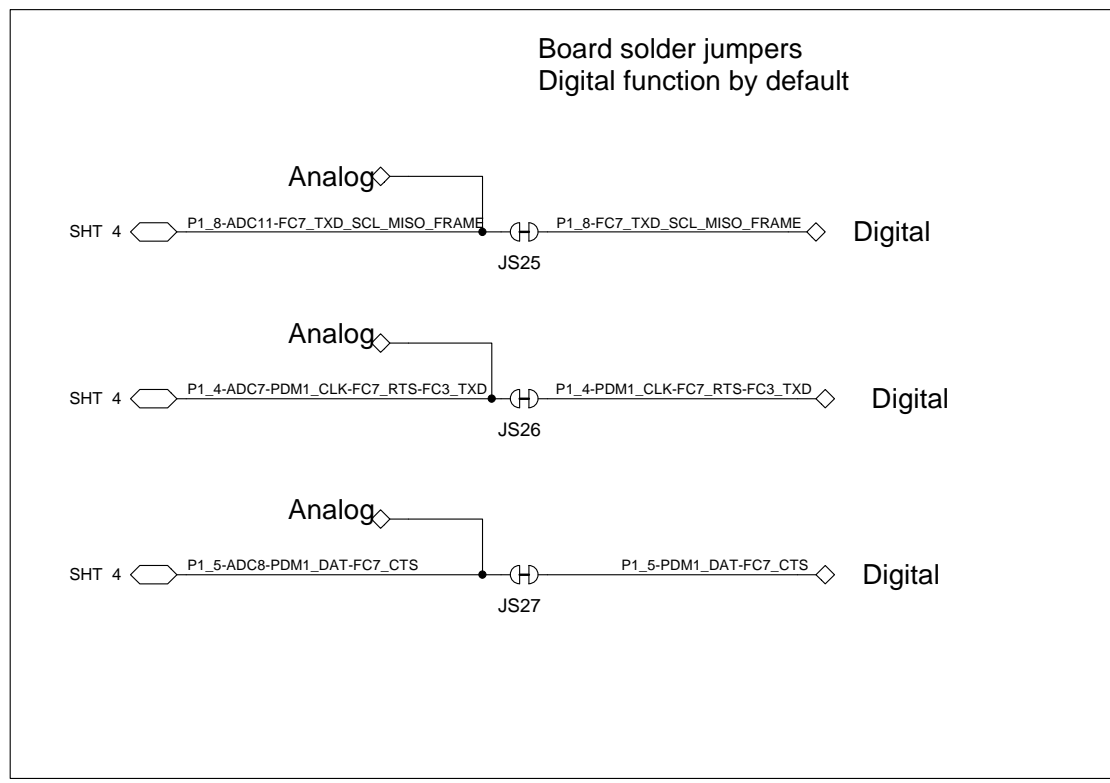 Board solder jumpers
Digital function by default
Analog
SHT 4 P1_8-ADC11-FC7_TXD_SCL_MISO_FRAME P1_8-FC7_TXD_SCL_MISO_FRAME Digital
JS25
Analog
SHT 4 P1_4-ADC7-PDM1_CLK-FC7_RTS-FC3_TXD P1_4-PDM1_CLK-FC7_RTS-FC3_TXD Digital
JS26
Analog
SHT 4 P1_5-ADC8-PDM1_DAT-FC7_CTS P1_5-PDM1_DAT-FC7_CTS Digital
JS27